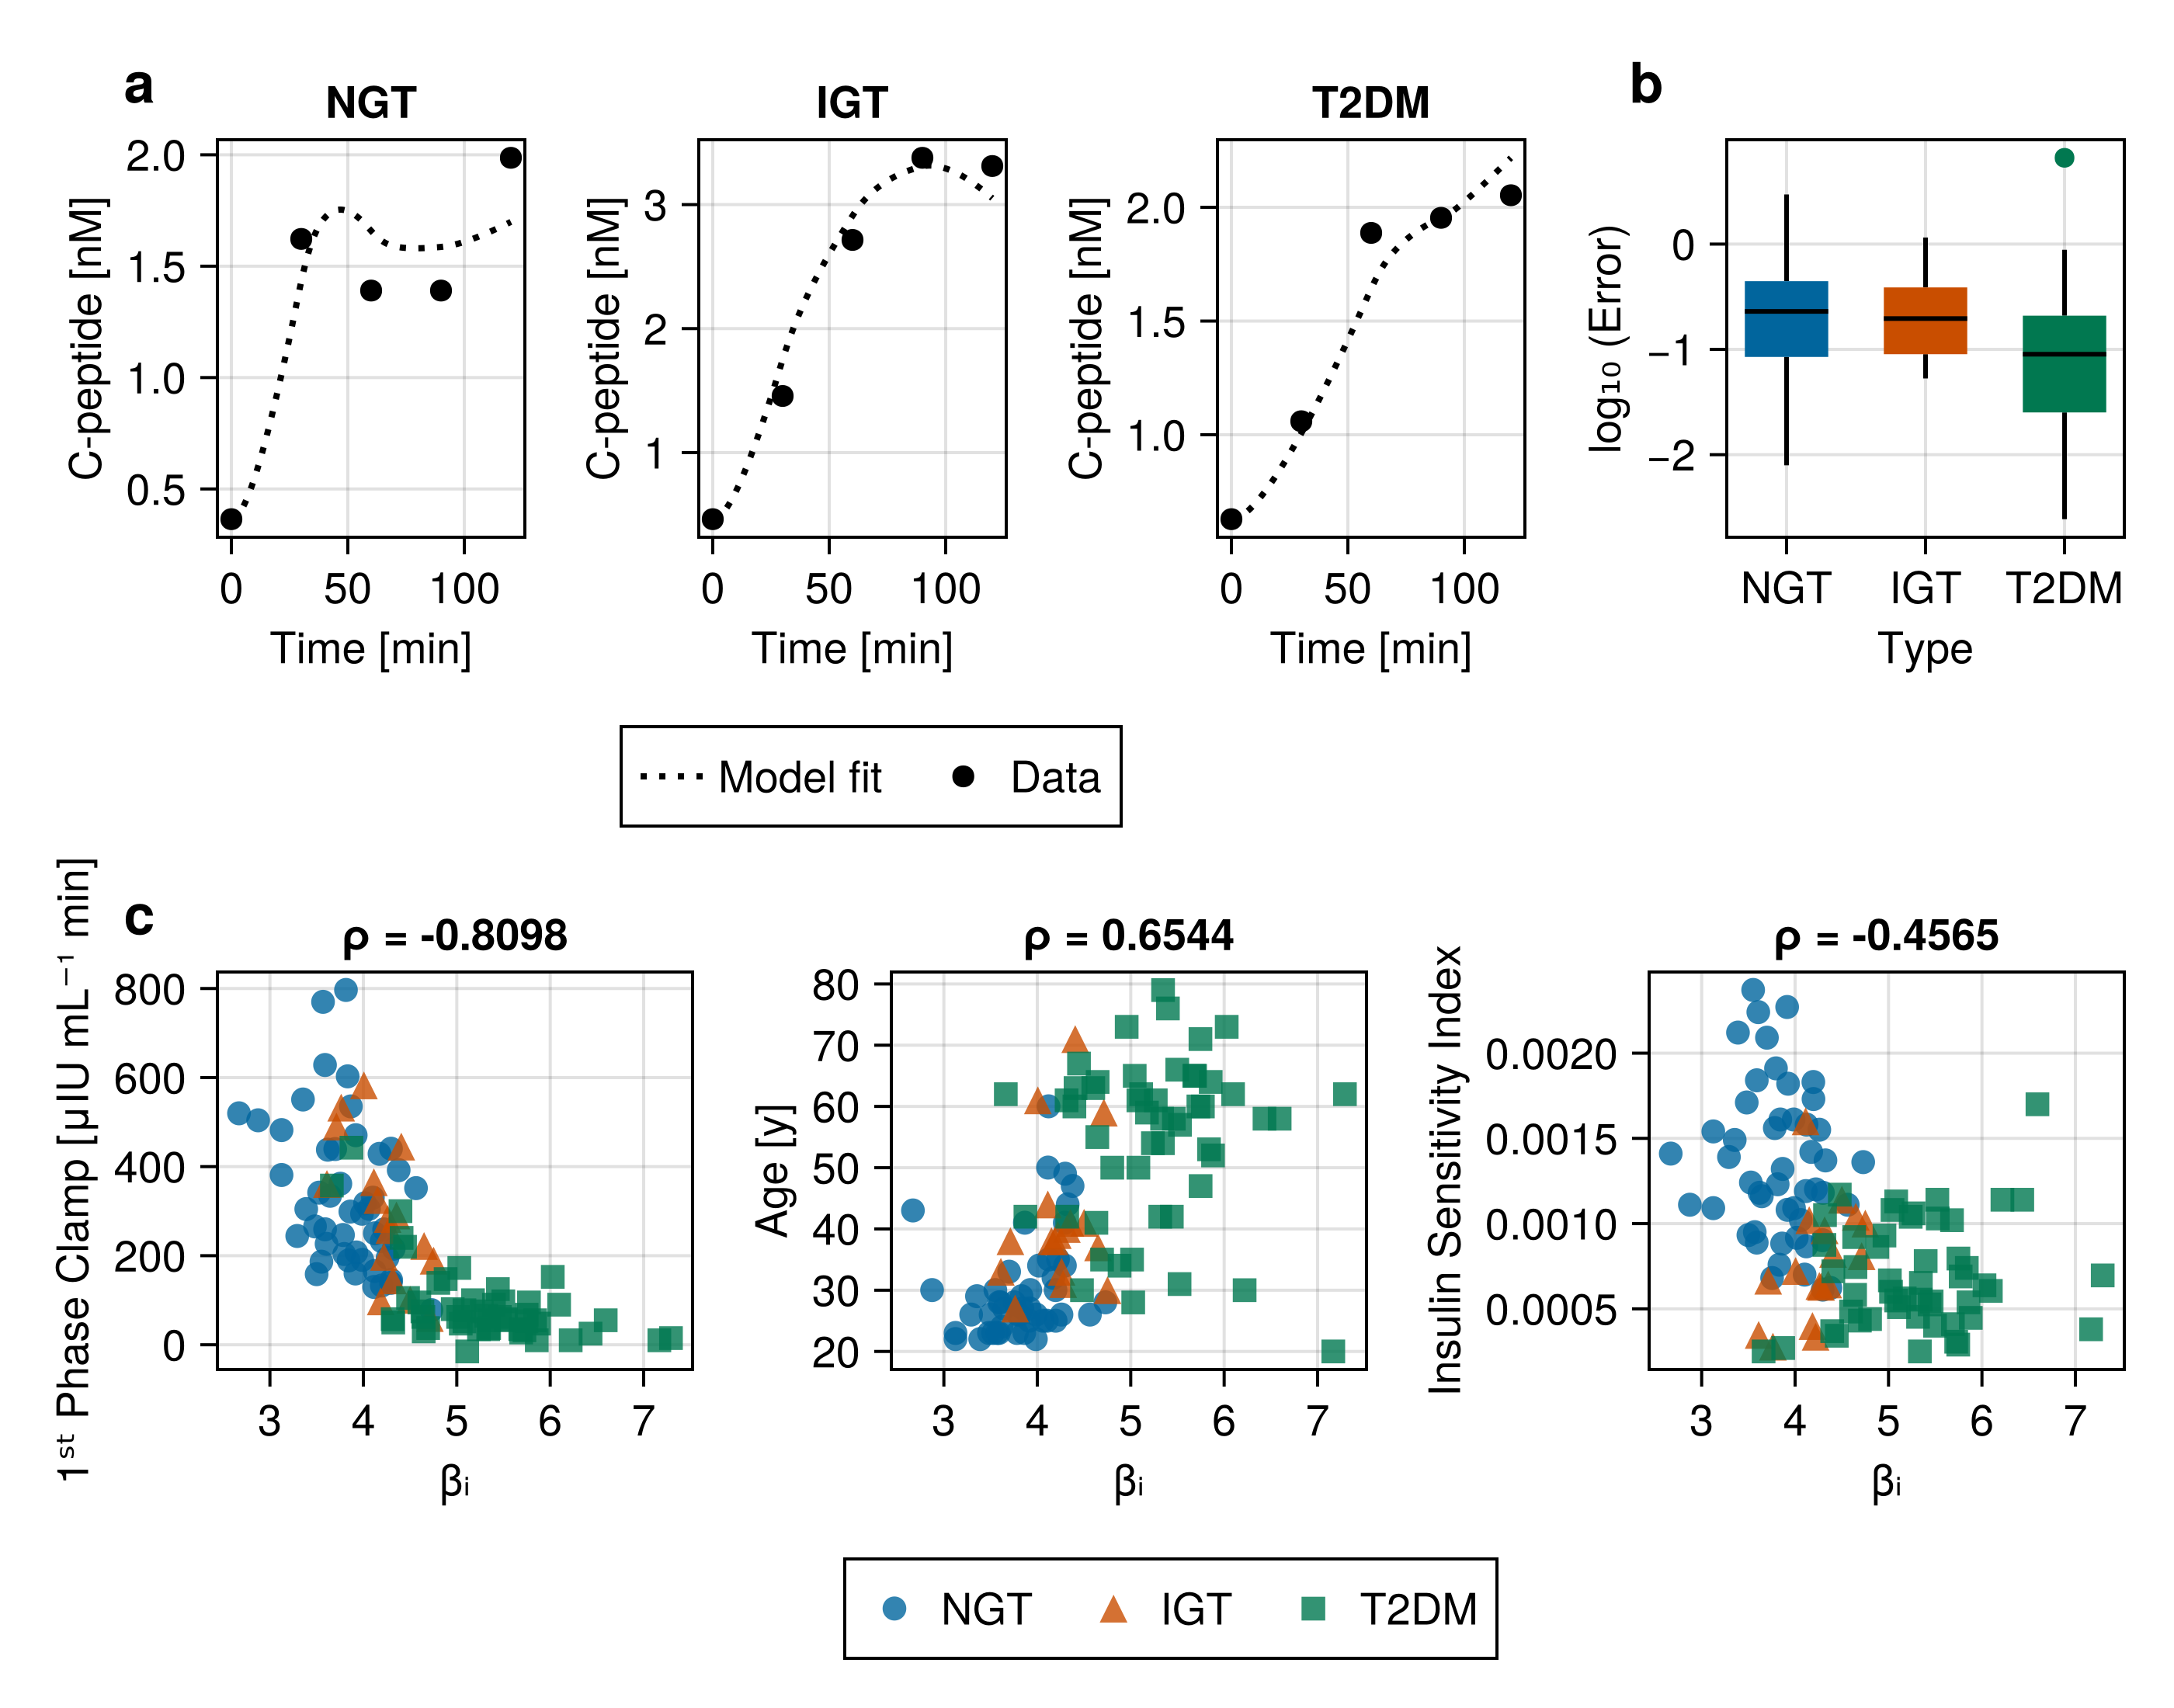 a
NGT
IGT
T2DM
b
C-peptide [nM]
2.0
1.5
1.0
0.5
0 50 100
Time [min]
C-peptide [nM]
3
2
1
0 50 100
Time [min]
C-peptide [nM]
2.0
1.5
1.0
0 50 100
Time [min]
log₁₀ (Error)
0
−1
−2
NGT IGT T2DM
Type
Model fit Data
c
ρ = -0.8098
1ˢᵗ Phase Clamp [μIU mL⁻¹ min]
800
600
400
200
0
3 4 5 6 7
βᵢ
ρ = 0.6544
Age [y]
80
70
60
50
40
30
20
3 4 5 6 7
βᵢ
ρ = -0.4565
Insulin Sensitivity Index
0.0020
0.0015
0.0010
0.0005
3 4 5 6 7
βᵢ
NGT IGT T2DM